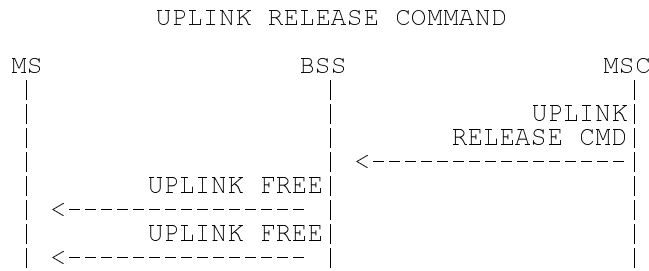 UPLINK RELEASE COMMAND
MS BSS MSC
UPLINK
RELEASE CMD
UPLINK FREE
UPLINK FREE